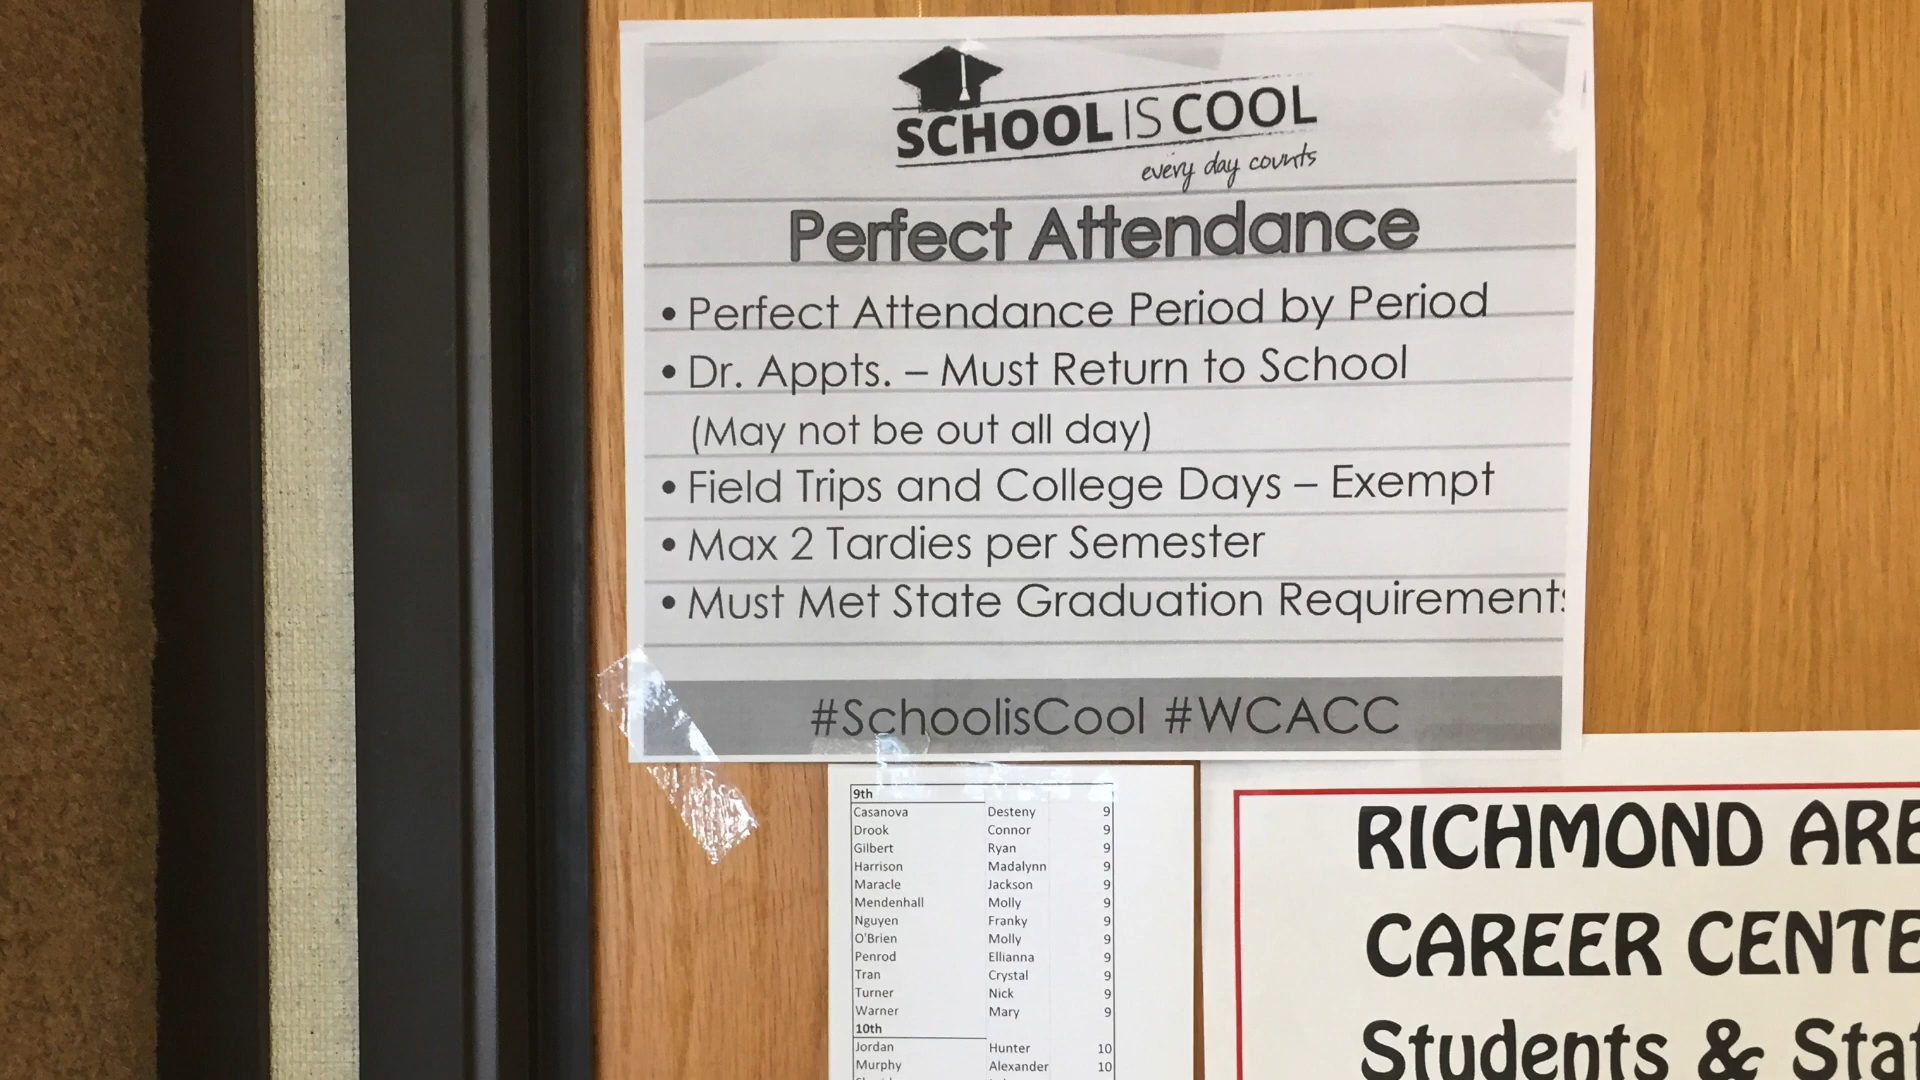 SCHOOL IS COOL
every day counts
Perfect Attendance
• Perfect Attendance Period by Period
• Dr. Appts. – Must Return to School
(May not be out all day)
• Field Trips and College Days – Exempt
• Max 2 Tardies per Semester
• Must Met State Graduation Requirements
#SchoolisCool #WCACC
9th
Casanova Desteny 9
Drook Connor 9
Gilbert Ryan 9
Harrison Madalynn 9
Maracle Jackson 9
Mendenhall Molly 9
Nguyen Franky 9
O'Brien Molly 9
Penrod Ellianna 9
Tran Crystal 9
Turner Nick 9
Warner Mary 9
10th
Jordan Hunter 10
Murphy Alexander 10
RICHMOND ARE
CAREER CENTE
Students & Staf